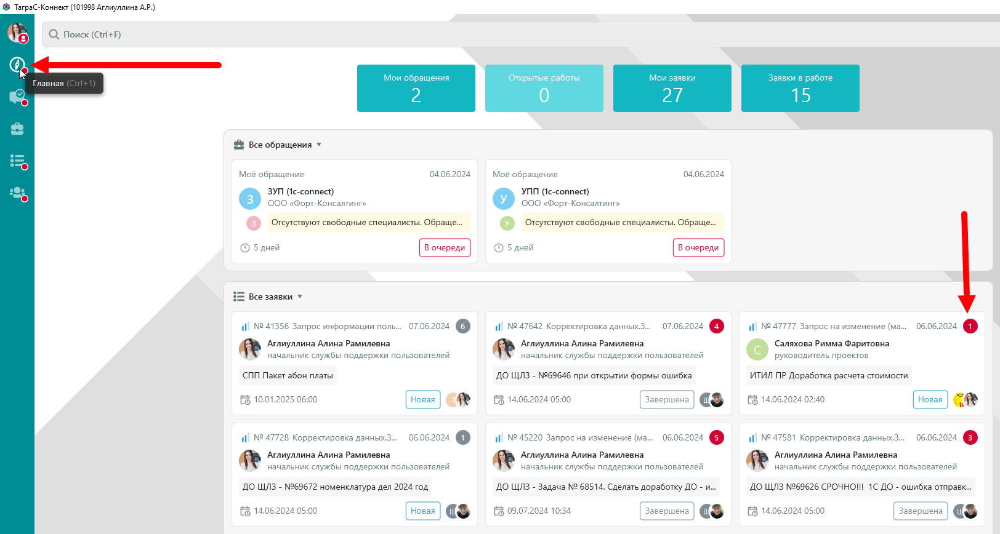 ТаграС-Коннект (101998 Аглиуллина А.Р.)
Поиск (Ctrl+F)
Главная (Ctrl+1)
Мои обращения
2
Открытые работы
0
Мои заявки
27
Заявки в работе
15
Все обращения
Моё обращение 04.06.2024
З
ЗУП (1c-connect)
ООО «Форт-Консалтинг»
З
Отсутствуют свободные специалисты. Обраще...
5 дней В очереди
Моё обращение 04.06.2024
У
УПП (1c-connect)
ООО «Форт-Консалтинг»
У
Отсутствуют свободные специалисты. Обраще...
5 дней В очереди
Все заявки
№ 41356 Запрос информации поль... 07.06.2024 6
Аглиуллина Алина Рамилевна
начальник службы поддержки пользователей
СПП Пакет абон платы
10.01.2025 06:00 Новая Т
№ 47642 Корректировка данных.З... 07.06.2024 4
Аглиуллина Алина Рамилевна
начальник службы поддержки пользователей
ДО ЩЛЗ - №69646 при открытии формы ошибка
14.06.2024 05:00 Завершена
№ 47777 Запрос на изменение (ма... 06.06.2024 1
С
Саляхова Римма Фаритовна
руководитель проектов
ИТИЛ ПР Доработка расчета стоимости
14.06.2024 02:40 Новая
№ 47728 Корректировка данных.З... 06.06.2024 1
Аглиуллина Алина Рамилевна
начальник службы поддержки пользователей
ДО ЩЛЗ - №69672 номенклатура дел 2024 год
14.06.2024 05:00 Новая
№ 45220 Запрос на изменение (ма... 06.06.2024 5
Аглиуллина Алина Рамилевна
начальник службы поддержки пользователей
ДО ЩЛЗ - Задача № 68514. Сделать доработку ДО - и...
09.07.2024 10:34 Завершена
№ 47581 Корректировка данных.З... 06.06.2024 3
Аглиуллина Алина Рамилевна
начальник службы поддержки пользователей
ДО ЩЛЗ №69626 СРОЧНО!!! 1С ДО - ошибка отправк...
14.06.2024 05:00 Завершена